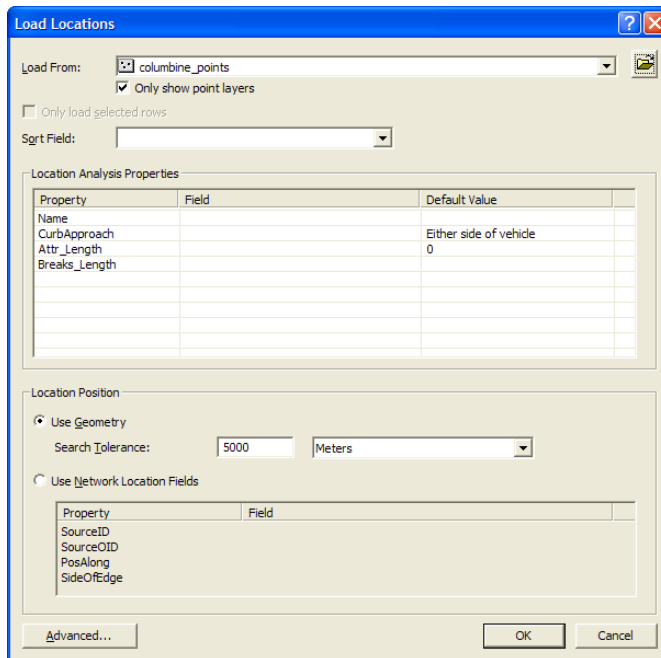 Load Locations
Load From: columbine_points
Only show point layers
Only load selected rows
Sort Field:
Location Analysis Properties
Property Field Default Value
Name
CurbApproach Either side of vehicle
Attr_Length 0
Breaks_Length
Location Position
Use Geometry
Search Tolerance: 5000 Meters
Use Network Location Fields
Property Field
SourceID
SourceOID
PosAlong
SideOfEdge
Advanced... OK Cancel